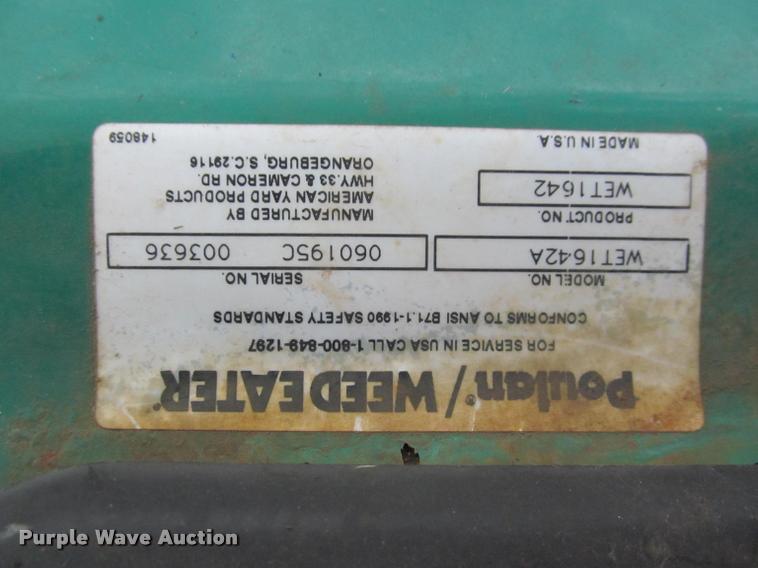 Poulan®/WEED EATER®
FOR SERVICE IN USA CALL 1-800-849-1297
CONFORMS TO ANSI B71.1-1990 SAFETY STANDARDS
MODEL NO.
WET1642A
SERIAL NO.
060195C 003636
PRODUCT NO.
WET1642
MANUFACTURED BY
AMERICAN YARD PRODUCTS
HWY.33 & CAMERON RD.
ORANGEBURG, S.C.29116
MADE IN U.S.A
148059
Purple Wave Auction